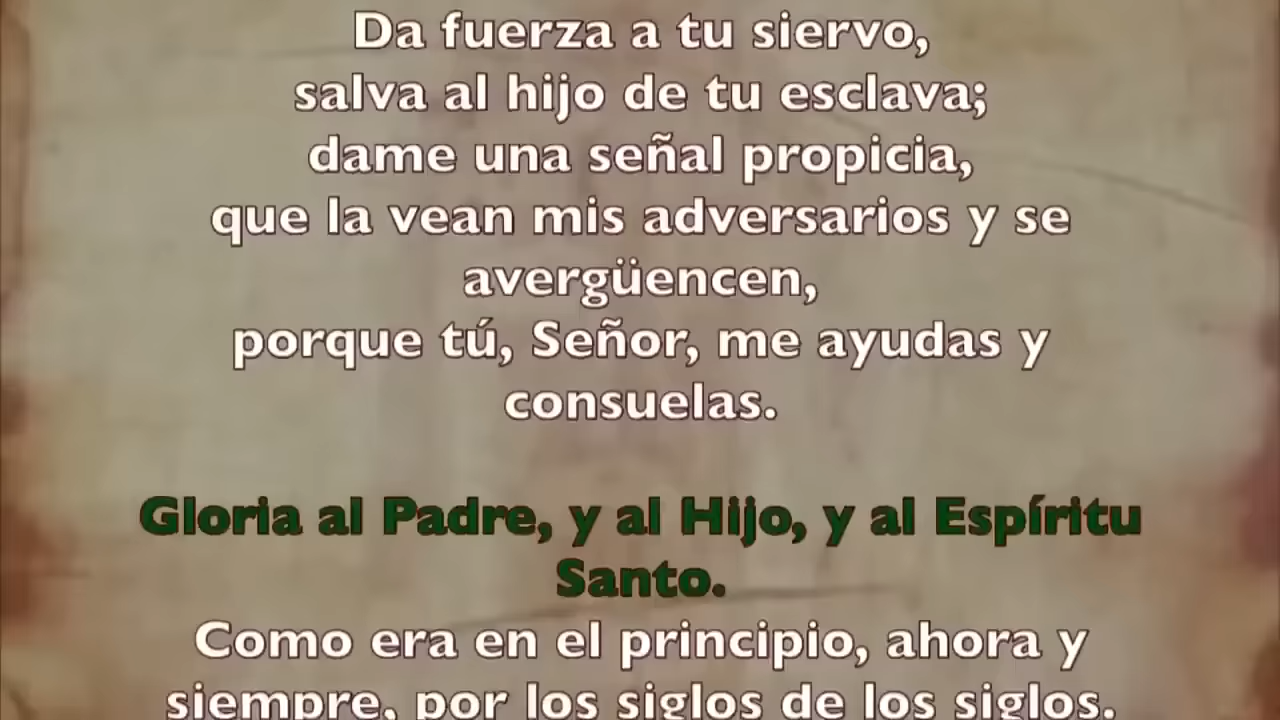 Da fuerza a tu siervo,
salva al hijo de tu esclava;
dame una señal propicia,
que la vean mis adversarios y se
avergüencen,
porque tú, Señor, me ayudas y
consuelas.
Gloria al Padre, y al Hijo, y al Espíritu
Santo.
Como era en el principio, ahora y
siempre, por los siglos de los siglos.